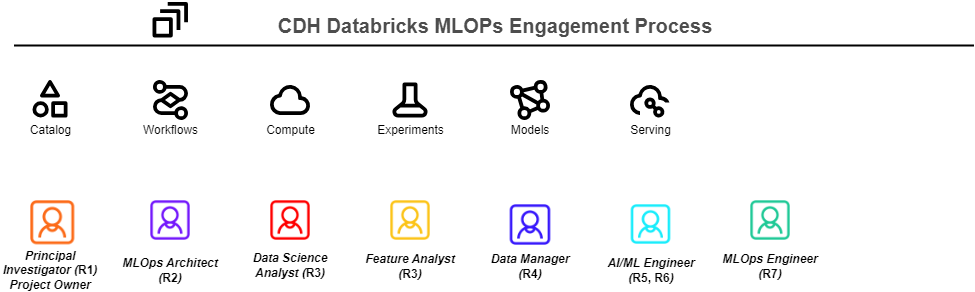 CDH Databricks MLOPs Engagement Process
Catalog
Workflows
Compute
Experiments
Models
Serving
Principal
Investigator (R1)
Project Owner
MLOps Architect
(R2)
Data Science
Analyst (R3)
Feature Analyst
(R3)
Data Manager
(R4)
AI/ML Engineer
(R5, R6)
MLOps Engineer
(R7)